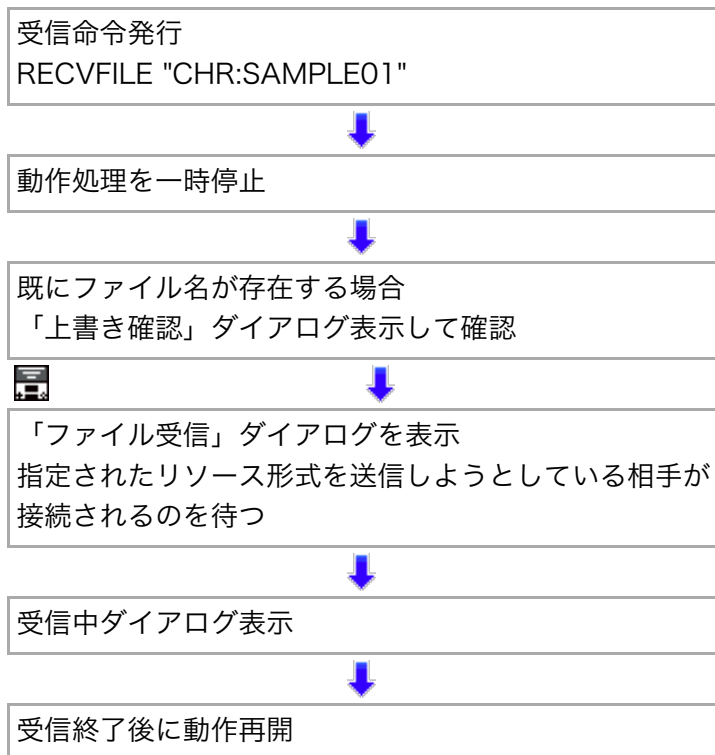 受信命令発行
RECVFILE "CHR:SAMPLE01"
動作処理を一時停止
既にファイル名が存在する場合
「上書き確認」ダイアログ表示して確認
「ファイル受信」ダイアログを表示
指定されたリソース形式を送信しようとしている相手が
接続されるのを待つ
受信中ダイアログ表示
受信終了後に動作再開